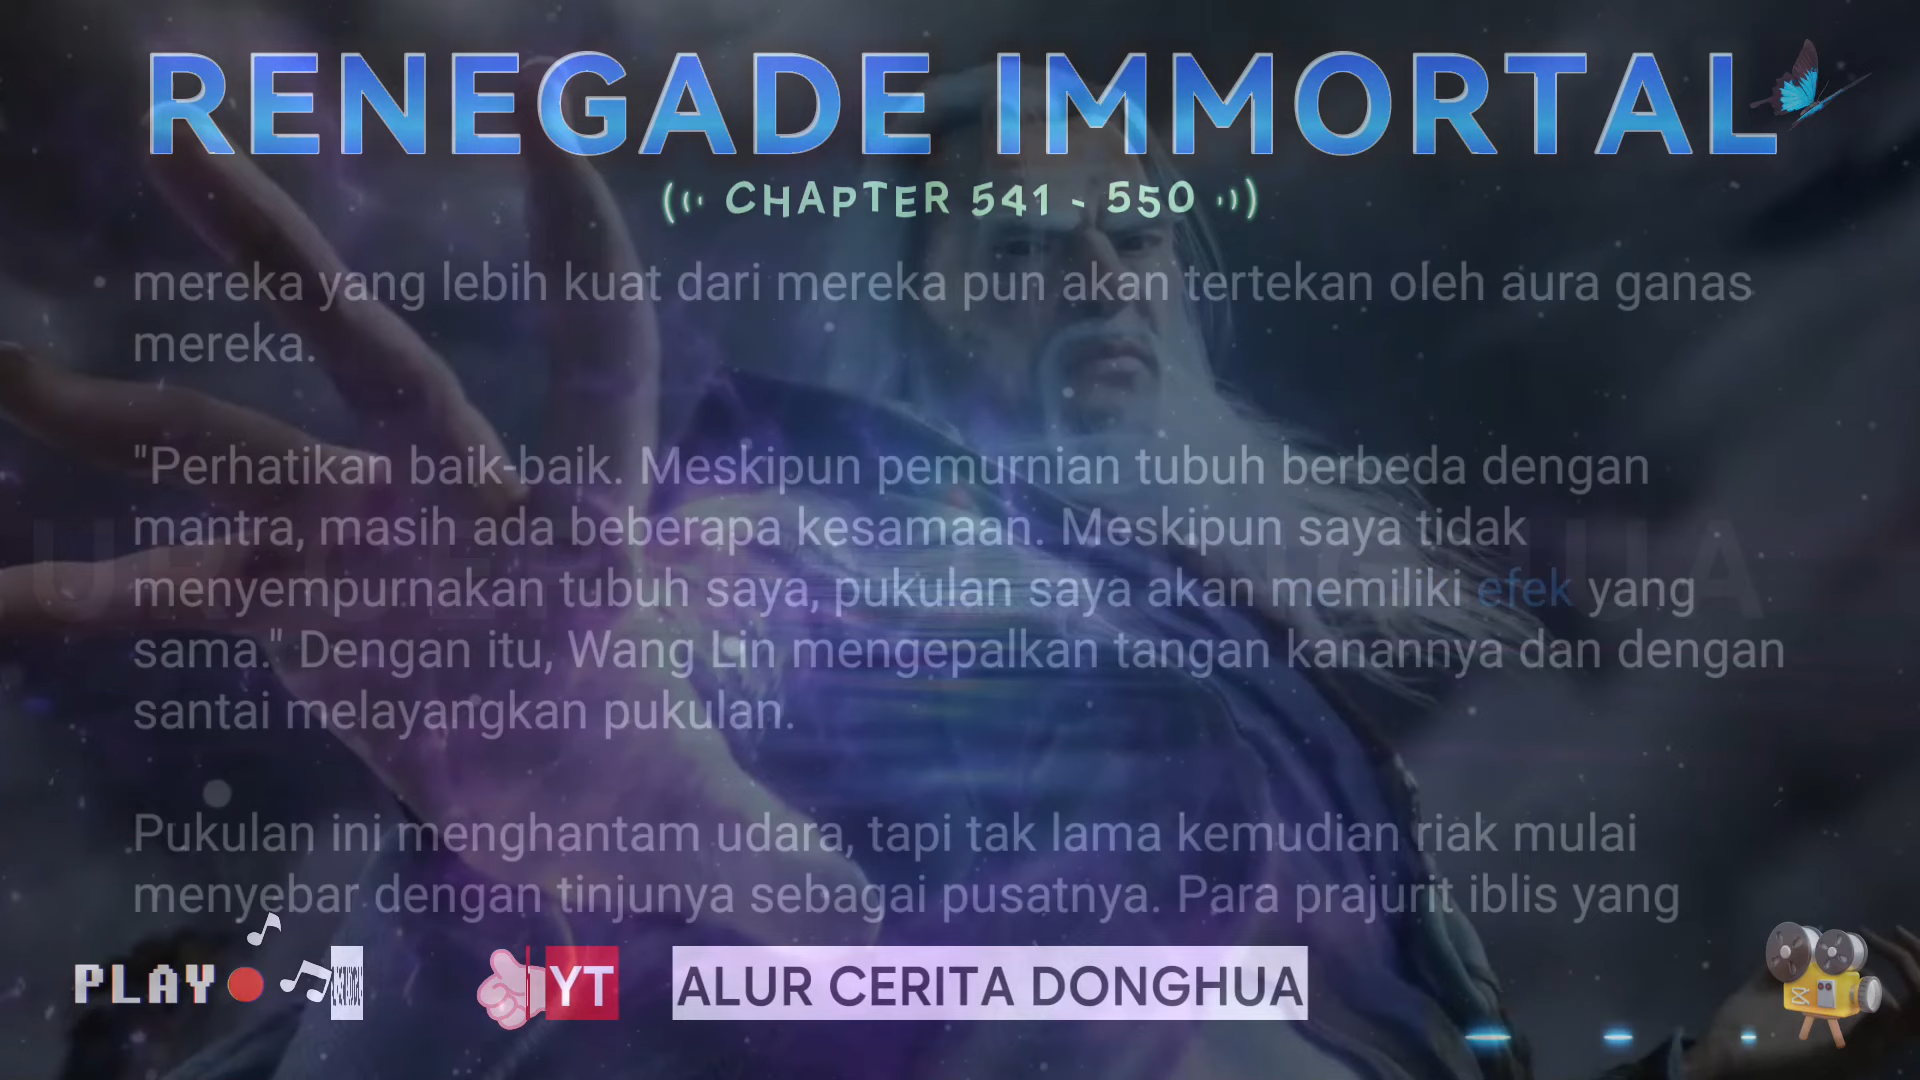 RENEGADE IMMORTAL
CHAPTER 541 - 550
mereka yang lebih kuat dari mereka pun akan tertekan oleh aura ganas
mereka.
"Perhatikan baik-baik. Meskipun pemurnian tubuh berbeda dengan
mantra, masih ada beberapa kesamaan. Meskipun saya tidak
menyempurnakan tubuh saya, pukulan saya akan memiliki efek yang
sama." Dengan itu, Wang Lin mengepalkan tangan kanannya dan dengan
santai melayangkan pukulan.
Pukulan ini menghantam udara, tapi tak lama kemudian riak mulai
menyebar dengan tinjunya sebagai pusatnya. Para prajurit iblis yang
PLAY
YT
ALUR CERITA DONGHUA